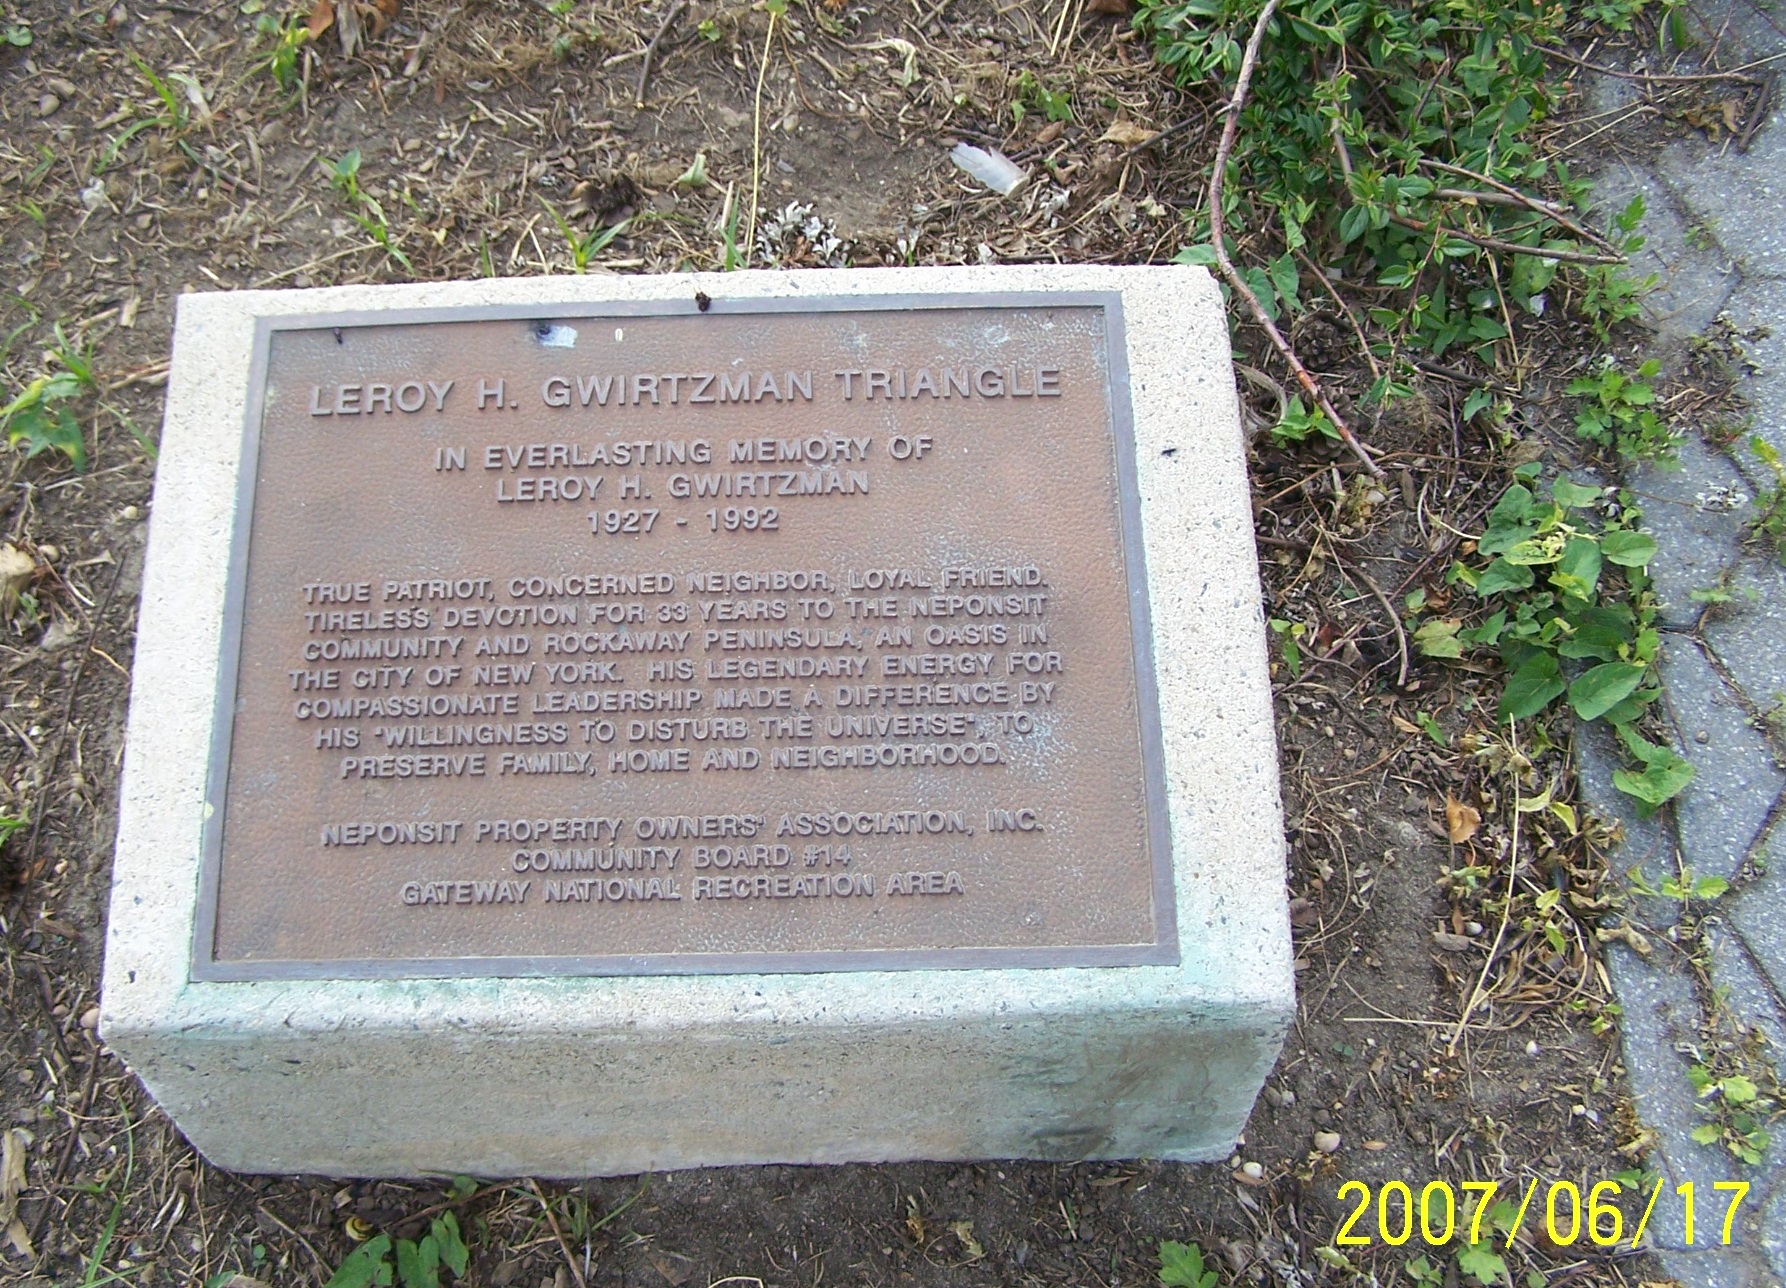 LEROY H. GWIRTZMAN TRIANGLE
IN EVERLASTING MEMORY OF
LEROY H. GWIRTZMAN
1927 - 1992
TRUE PATRIOT, CONCERNED NEIGHBOR, LOYAL FRIEND.
TIRELESS DEVOTION FOR 33 YEARS TO THE NEPONSIT
COMMUNITY AND ROCKAWAY PENINSULA, AN OASIS IN
THE CITY OF NEW YORK. HIS LEGENDARY ENERGY FOR
COMPASSIONATE LEADERSHIP MADE A DIFFERENCE BY
HIS "WILLINGNESS TO DISTURB THE UNIVERSE", TO
PRESERVE FAMILY, HOME AND NEIGHBORHOOD.
NEPONSIT PROPERTY OWNERS' ASSOCIATION, INC.
COMMUNITY BOARD #14
GATEWAY NATIONAL RECREATION AREA
2007/06/17